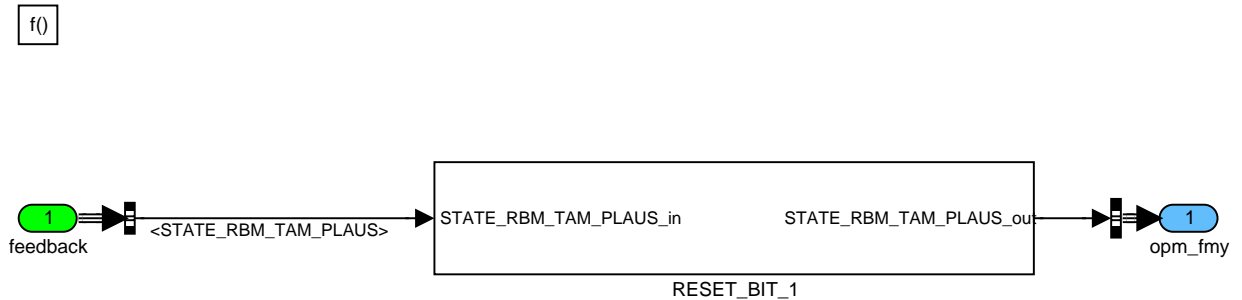 f()
1
feedback
<STATE_RBM_TAM_PLAUS>
STATE_RBM_TAM_PLAUS_in
STATE_RBM_TAM_PLAUS_out
RESET_BIT_1
1
opm_fmy